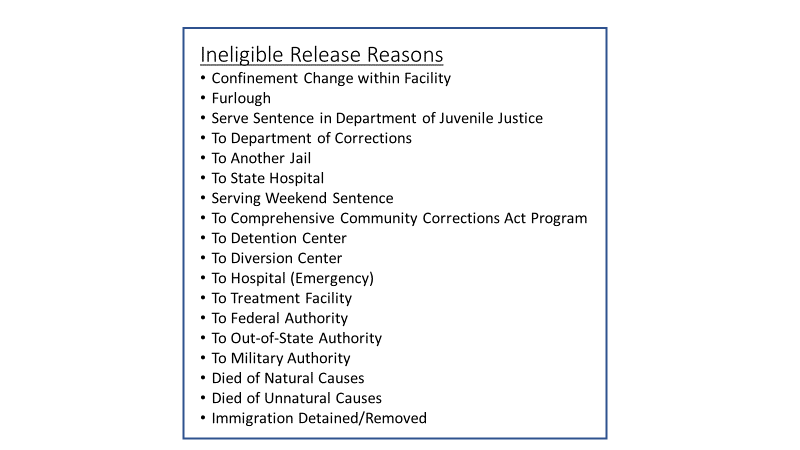 Ineligible Release Reasons
• Confinement Change within Facility
• Furlough
• Serve Sentence in Department of Juvenile Justice
• To Department of Corrections
• To Another Jail
• To State Hospital
• Serving Weekend Sentence
• To Comprehensive Community Corrections Act Program
• To Detention Center
• To Diversion Center
• To Hospital (Emergency)
• To Treatment Facility
• To Federal Authority
• To Out-of-State Authority
• To Military Authority
• Died of Natural Causes
• Died of Unnatural Causes
• Immigration Detained/Removed